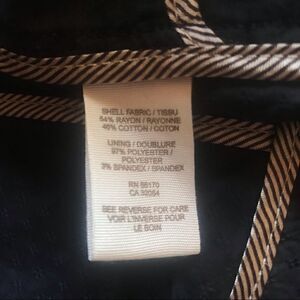 SHELL FABRIC / TISSU
54% RAYON / RAYONNE
46% COTTON / COTON
LINING / DOUBLURE
97% POLYESTER /
POLYESTER
3% SPANDEX / SPANDEX
RN 56170
CA 32054
SEE REVERSE FOR CARE
VOIR L'INVERSE POUR
LE SOIN